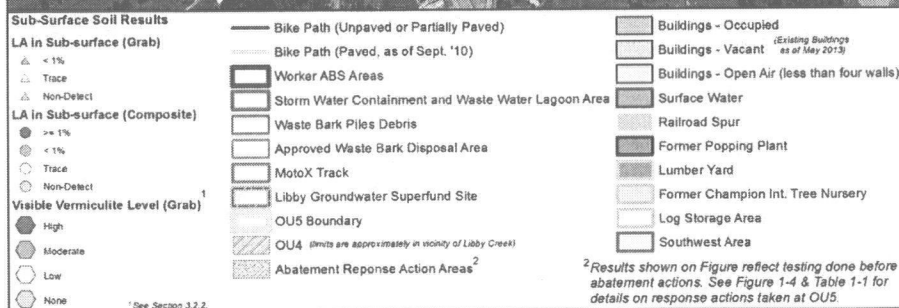 Sub-Surface Soil Results
LA in Sub-surface (Grab)
< 1%
Trace
Non-Detect
LA in Sub-surface (Composite)
>= 1%
< 1%
Trace
Non-Detect
Visible Vermiculite Level (Grab) 1
High
Moderate
Low
None
1 See Section 3.2.2.
Bike Path (Unpaved or Partially Paved)
Bike Path (Paved, as of Sept. '10)
Worker ABS Areas
Storm Water Containment and Waste Water Lagoon Area
Waste Bark Piles Debris
Approved Waste Bark Disposal Area
MotoX Track
Libby Groundwater Superfund Site
OU5 Boundary
OU4 (limits are approximately in vicinity of Libby Creek)
Abatement Reponse Action Areas 2
Buildings - Occupied
Buildings - Vacant (Existing Buildings as of May 2013)
Buildings - Open Air (less than four walls)
Surface Water
Railroad Spur
Former Popping Plant
Lumber Yard
Former Champion Int. Tree Nursery
Log Storage Area
Southwest Area
2 Results shown on Figure reflect testing done before
abatement actions. See Figure 1-4 & Table 1-1 for
details on response actions taken at OU5.